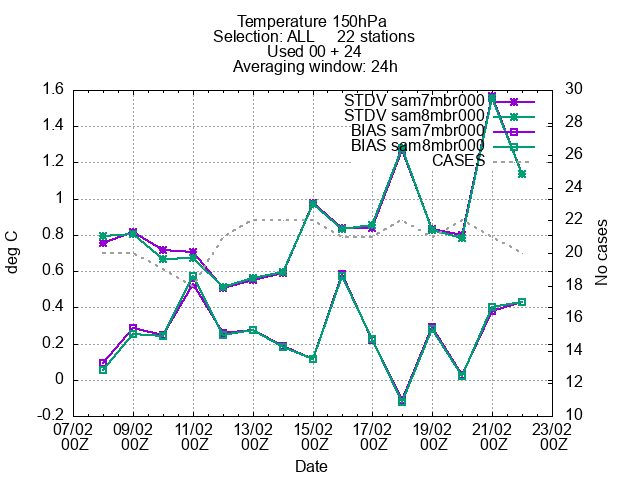 Temperature 150hPa
Selection: ALL 22 stations
Used 00 + 24
Averaging window: 24h
STDV sam7mbr000
STDV sam8mbr000
BIAS sam7mbr000
BIAS sam8mbr000
CASES
deg C
1.6
1.4
1.2
1
0.8
0.6
0.4
0.2
0
-0.2
30
28
26
24
22
20
18
16
14
12
10
No cases
07/02 09/02 11/02 13/02 15/02 17/02 19/02 21/02 23/02
00Z 00Z 00Z 00Z 00Z 00Z 00Z 00Z 00Z
Date